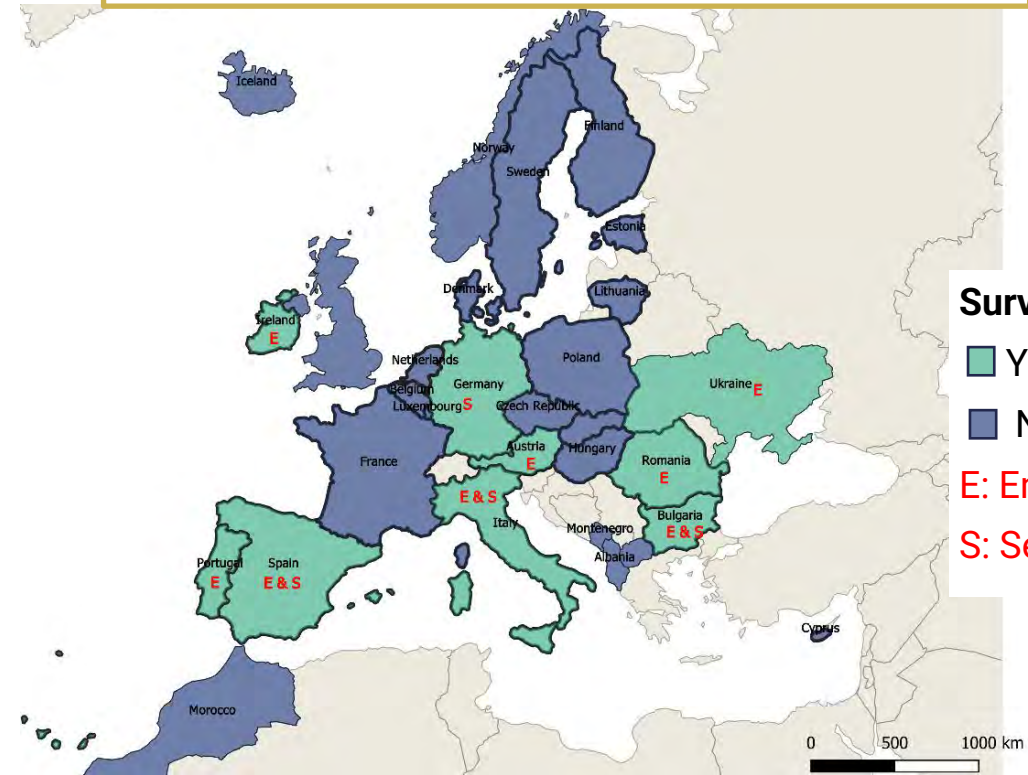 Iceland
Finland
Norway
Sweden
Estonia
Denmark
Lithuania
Surv
Ireland
E
Netherlands
Poland
Y
Belgium
Germany
Ukraine E
Luxembourg S
Czech Republic
N
Austria
E
Hungary
France
Romania
E
E: En
E & S
Italy
Bulgaria
E & S
Montenegro
S: Se
Albania
Portugal
E
Spain
E & S
Cyprus
Morocco
0 500 1000 km